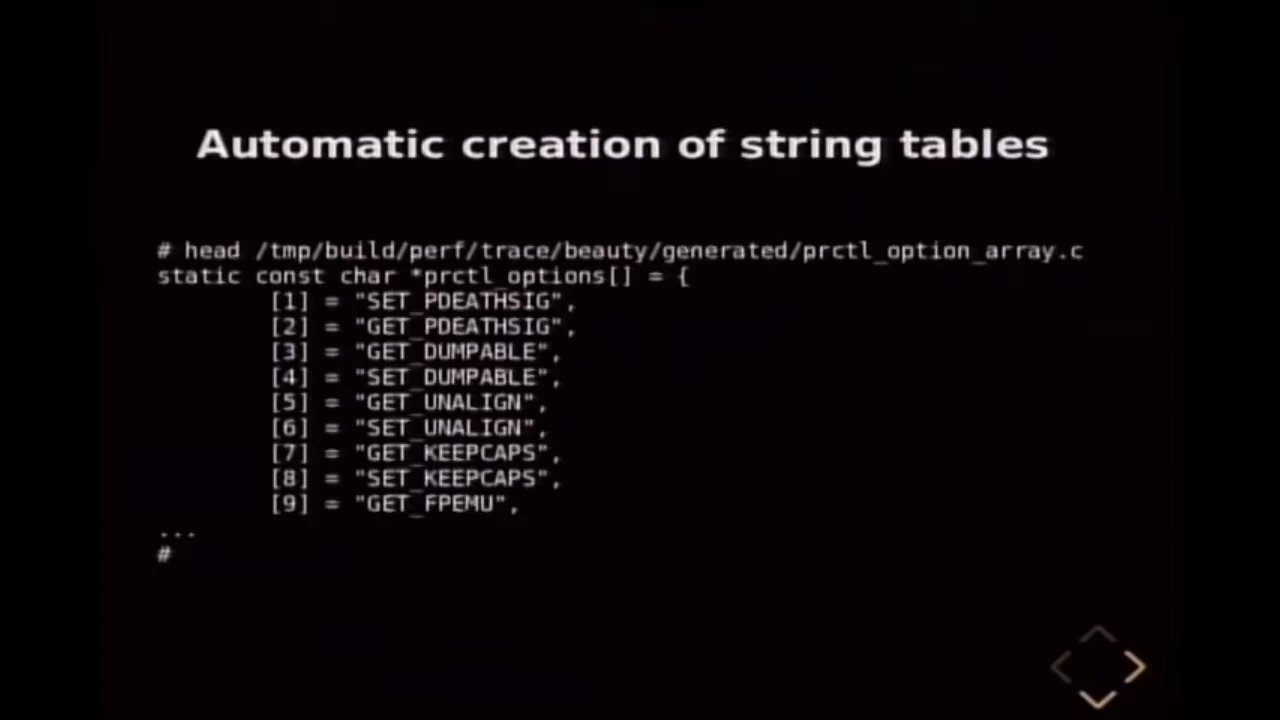 Automatic creation of string tables
# head /tmp/build/perf/trace/beauty/generated/prctl_option_array.c
static const char *prctl_options[] = {
[1] = "SET_PDEATHSIG",
[2] = "GET_PDEATHSIG",
[3] = "GET_DUMPABLE",
[4] = "SET_DUMPABLE",
[5] = "GET_UNALIGN",
[6] = "SET_UNALIGN",
[7] = "GET_KEEPCAPS",
[8] = "SET_KEEPCAPS",
[9] = "GET_FPEMU",
...
#